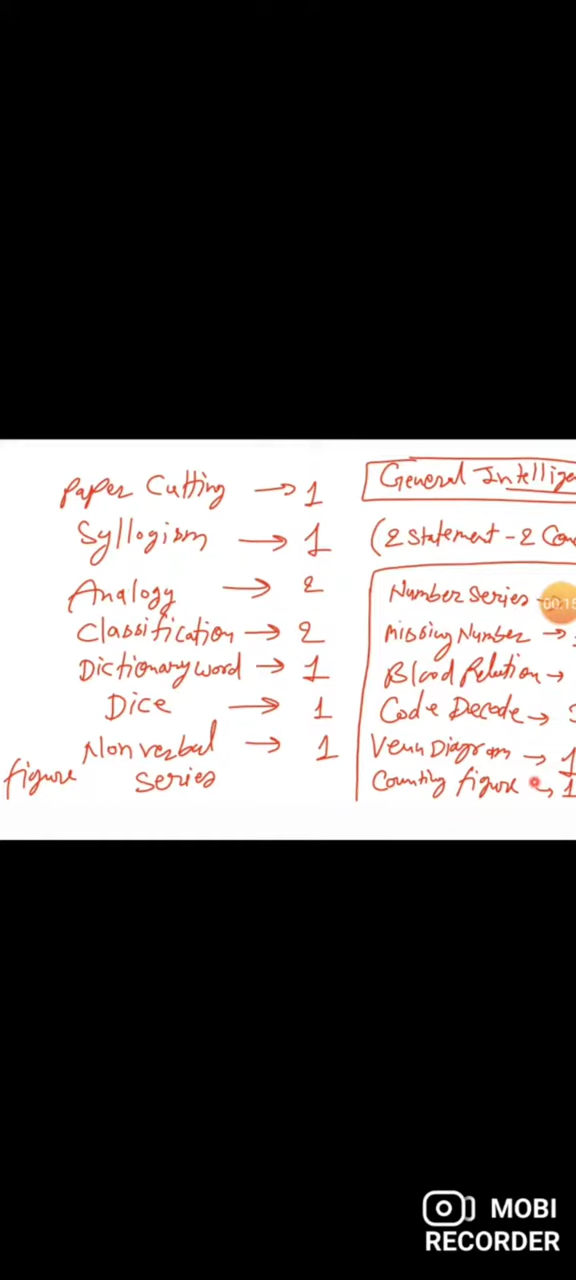 Paper Cutting → 1
Syllogism → 1
Analogy → 2
Classification → 2
Dictionary word → 1
Dice → 1
Non verbal → 1
figure series
General
(2 Statement - 2
Number Series →
Missing Number →
Blood Relation →
Code Decode →
Venn Diagram → 1
Counting figure → 1
00:15
MOBI
RECORDER